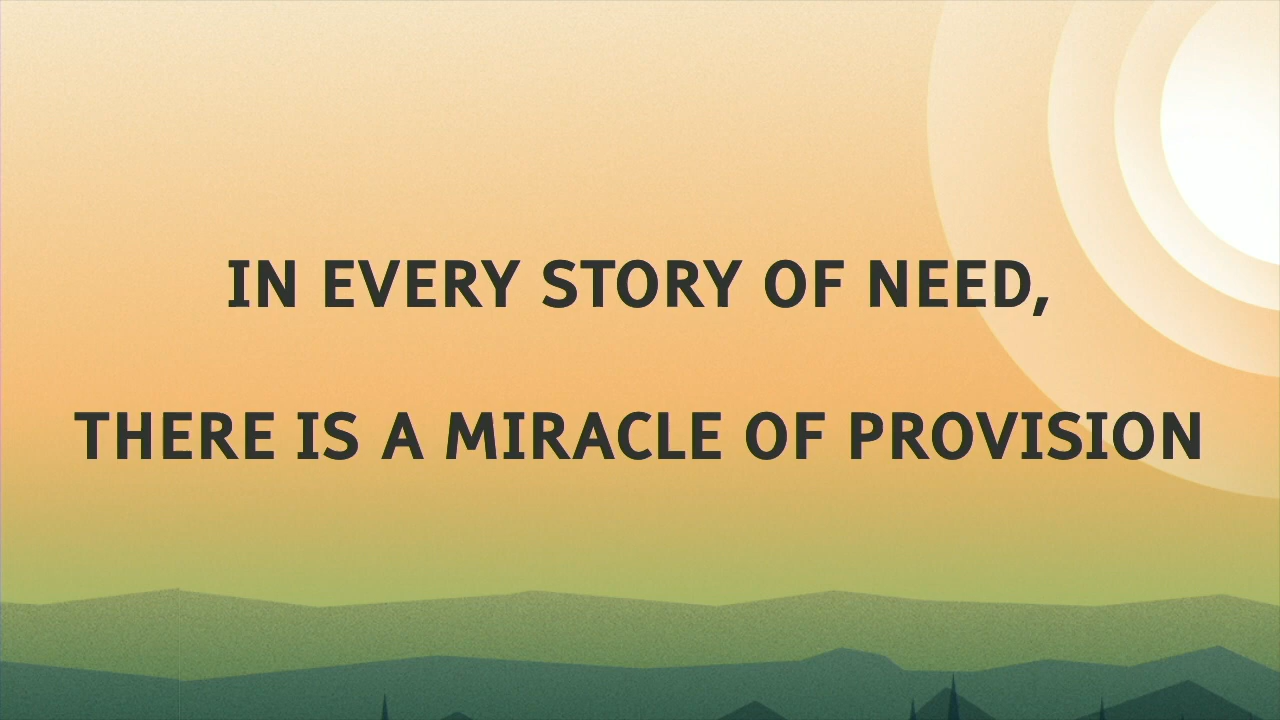 IN EVERY STORY OF NEED,
THERE IS A MIRACLE OF PROVISION